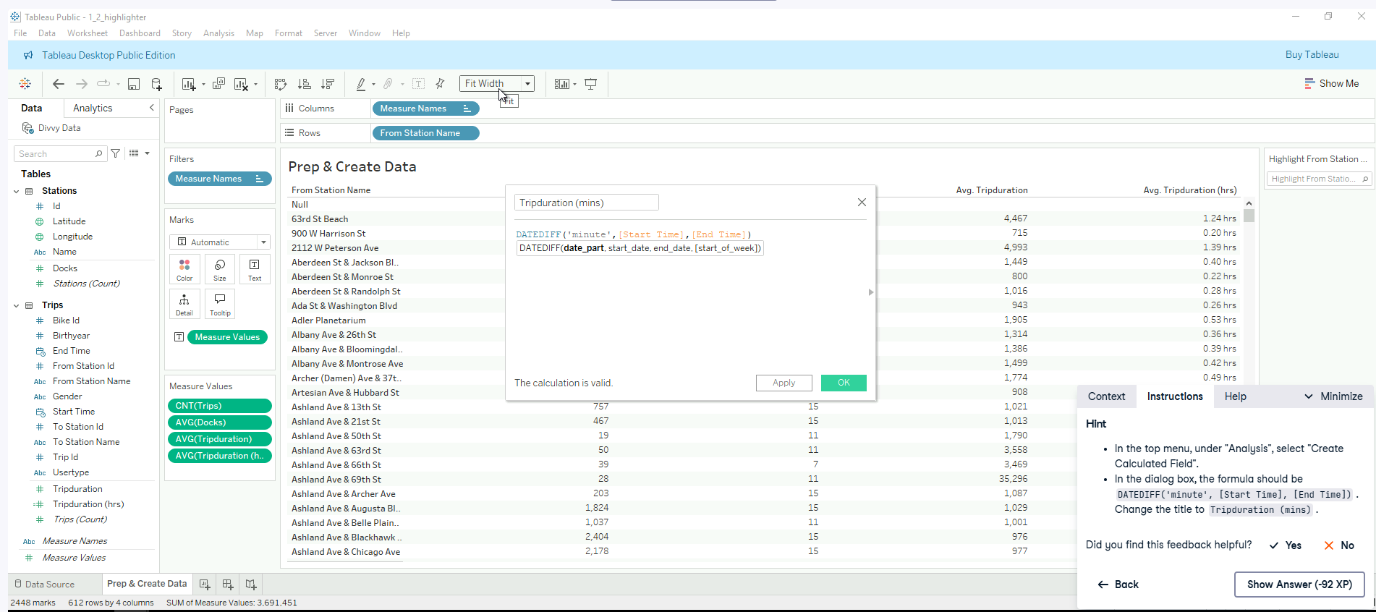 Tableau Public - 1_2_highlighter
File Data Worksheet Dashboard Story Analysis Map Format Server Window Help
Tableau Desktop Public Edition Buy Tableau
Fit Width Show Me
Fit
Data Analytics
Divvy Data
Search
Tables
Stations
Id
Latitude
Longitude
Abc Name
Docks
Stations (Count)
Trips
Bike Id
Birthyear
End Time
From Station Id
Abc From Station Name
Abc Gender
Start Time
To Station Id
Abc To Station Name
Trip Id
Abc Usertype
Tripduration
Tripduration (hrs)
Trips (Count)
Abc Measure Names
Measure Values
Pages
Filters
Measure Names
Marks
Automatic
Color Size Text
Detail Tooltip
Measure Values
Measure Values
CNT(Trips)
AVG(Docks)
AVG(Tripduration)
AVG(Tripduration (h..
Columns Measure Names
Rows From Station Name
Prep & Create Data
From Station Name Avg. Tripduration Avg. Tripduration (hrs)
Null
63rd St Beach 4,467 1.24 hrs
900 W Harrison St 715 0.20 hrs
2112 W Peterson Ave 4,993 1.39 hrs
Aberdeen St & Jackson Bl.. 1,449 0.40 hrs
Aberdeen St & Monroe St 800 0.22 hrs
Aberdeen St & Randolph St 1,016 0.28 hrs
Ada St & Washington Blvd 943 0.26 hrs
Adler Planetarium 1,905 0.53 hrs
Albany Ave & 26th St 1,314 0.36 hrs
Albany Ave & Bloomingdal.. 1,386 0.39 hrs
Albany Ave & Montrose Ave 1,499 0.42 hrs
Archer (Damen) Ave & 37t.. 1,774 0.49 hrs
Artesian Ave & Hubbard St 908
Ashland Ave & 13th St 757 15 1,021
Ashland Ave & 21st St 467 15 1,013
Ashland Ave & 50th St 19 11 1,790
Ashland Ave & 63rd St 50 11 3,558
Ashland Ave & 66th St 39 7 3,469
Ashland Ave & 69th St 28 11 35,296
Ashland Ave & Archer Ave 203 15 1,087
Ashland Ave & Augusta Bl.. 1,824 15 1,029
Ashland Ave & Belle Plain.. 1,037 11 1,001
Ashland Ave & Blackhawk .. 2,404 15 976
Ashland Ave & Chicago Ave 2,178 15 977
Tripduration (mins)
DATEDIFF('minute',[Start Time],[End Time])
DATEDIFF(date_part, start_date, end_date, [start_of_week])
The calculation is valid. Apply OK
Highlight From Station ...
Highlight From Statio...
Context Instructions Help Minimize
Hint
In the top menu, under "Analysis", select "Create
Calculated Field".
In the dialog box, the formula should be
DATEDIFF('minute', [Start Time], [End Time]) .
Change the title to Tripduration (mins) .
Did you find this feedback helpful? Yes No
Back Show Answer (-92 XP)
Data Source Prep & Create Data
2448 marks 612 rows by 4 columns SUM of Measure Values: 3.691.451